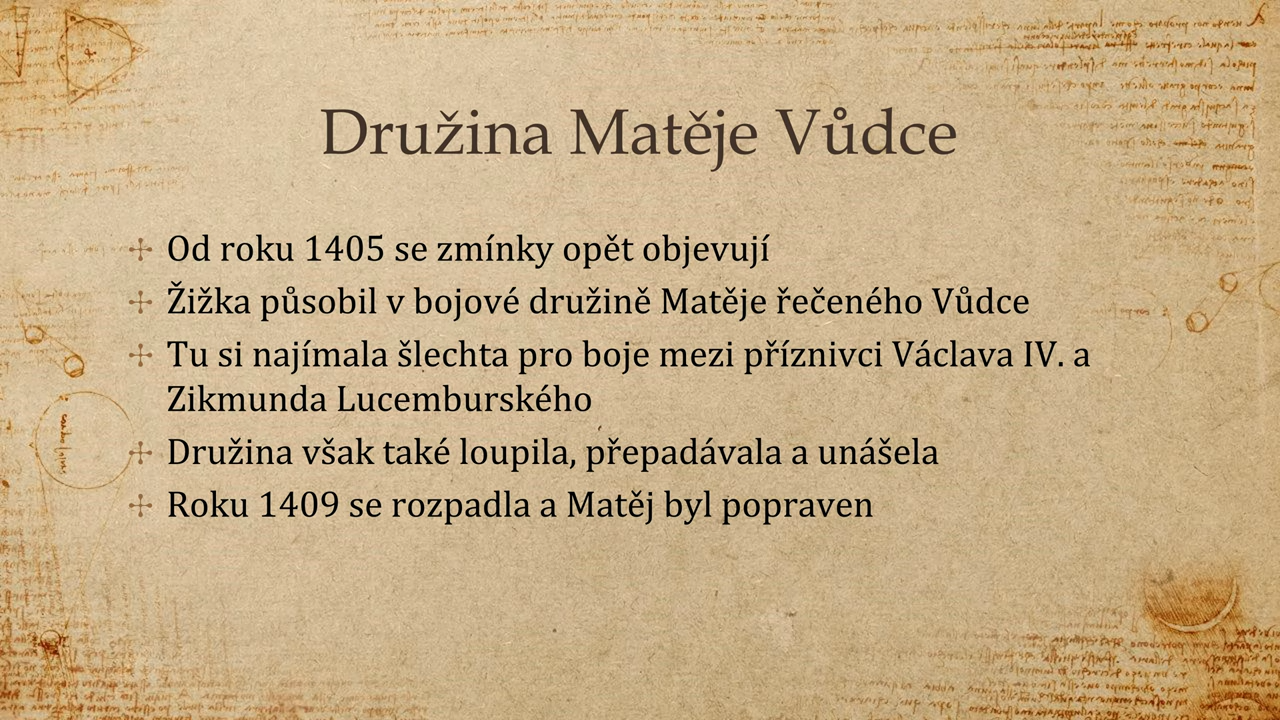 Družina Matěje Vůdce
Od roku 1405 se zmínky opět objevují
Žižka působil v bojové družině Matěje řečeného Vůdce
Tu si najímala šlechta pro boje mezi příznivci Václava IV. a
Zikmunda Lucemburského
Družina však také loupila, přepadávala a unášela
Roku 1409 se rozpadla a Matěj byl popraven